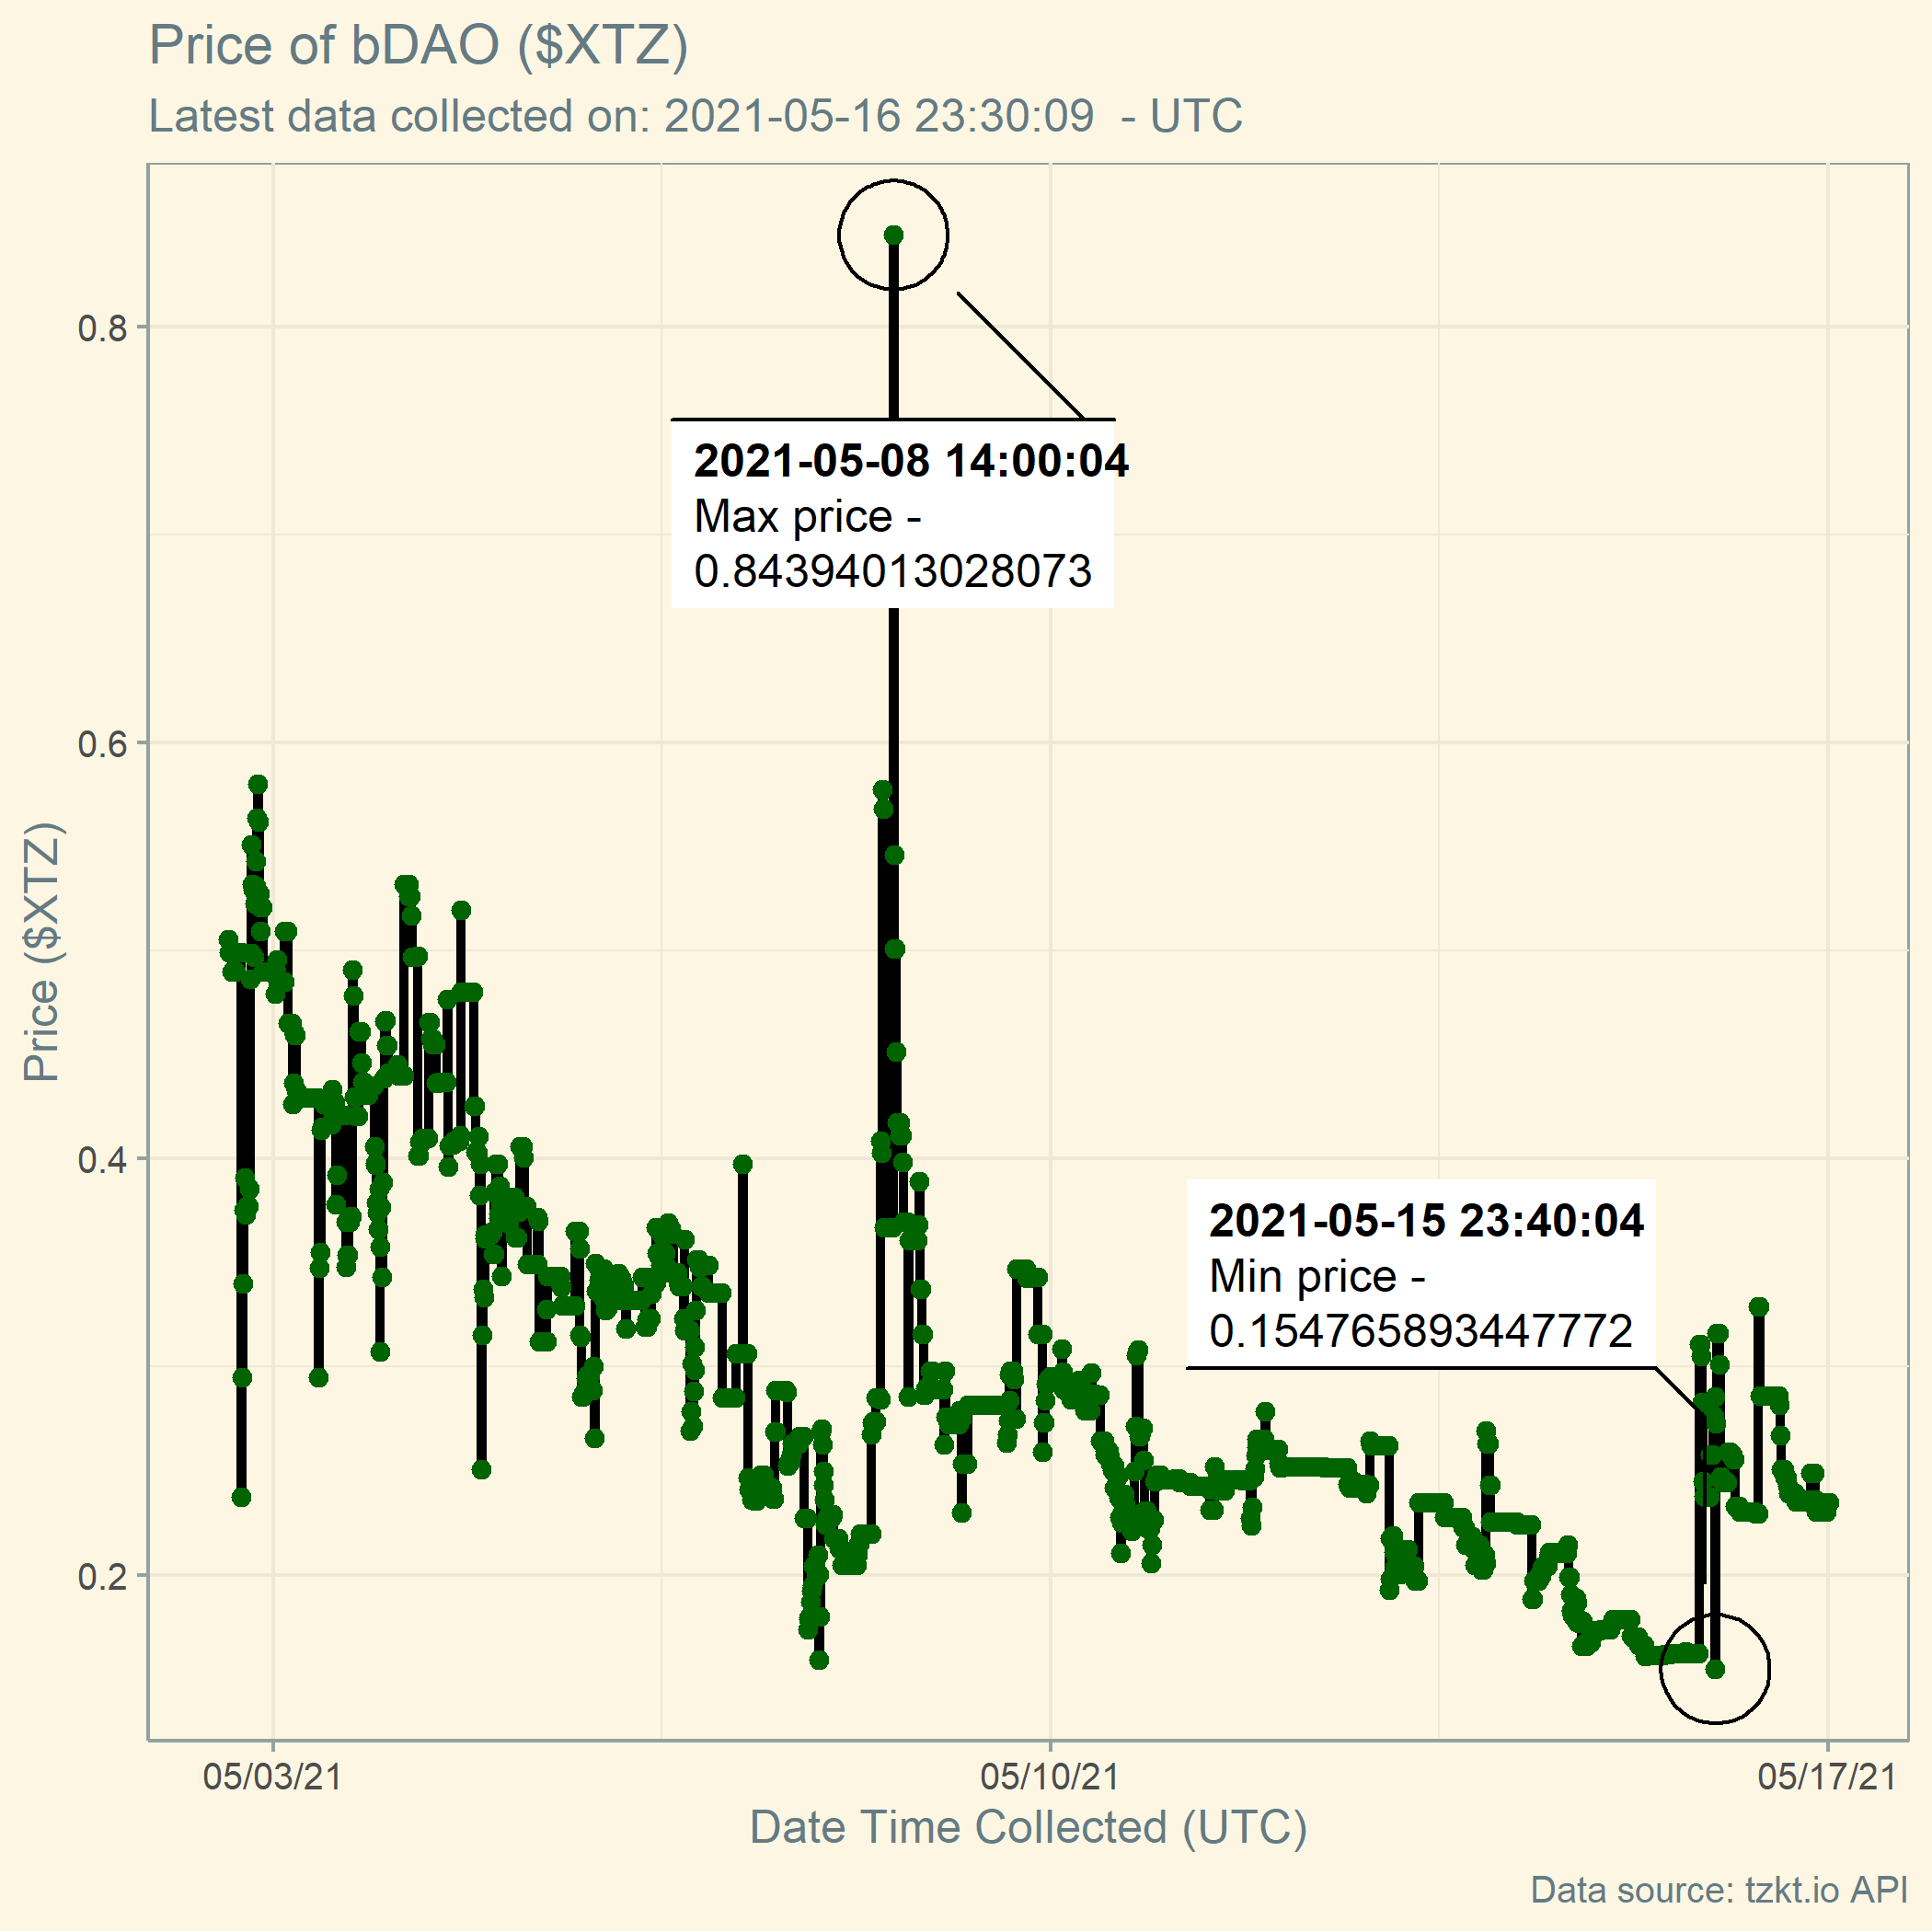 Price of bDAO ($XTZ)
Latest data collected on: 2021-05-16 23:30:09  - UTC
0.8
2021-05-08 14:00:04
Max price -
0.84394013028073
0.6
Price ($XTZ)
0.4
2021-05-15 23:40:04
Min price -
0.154765893447772
0.2
05/03/21 05/10/21 05/17/21
Date Time Collected (UTC)
Data source: tzkt.io API